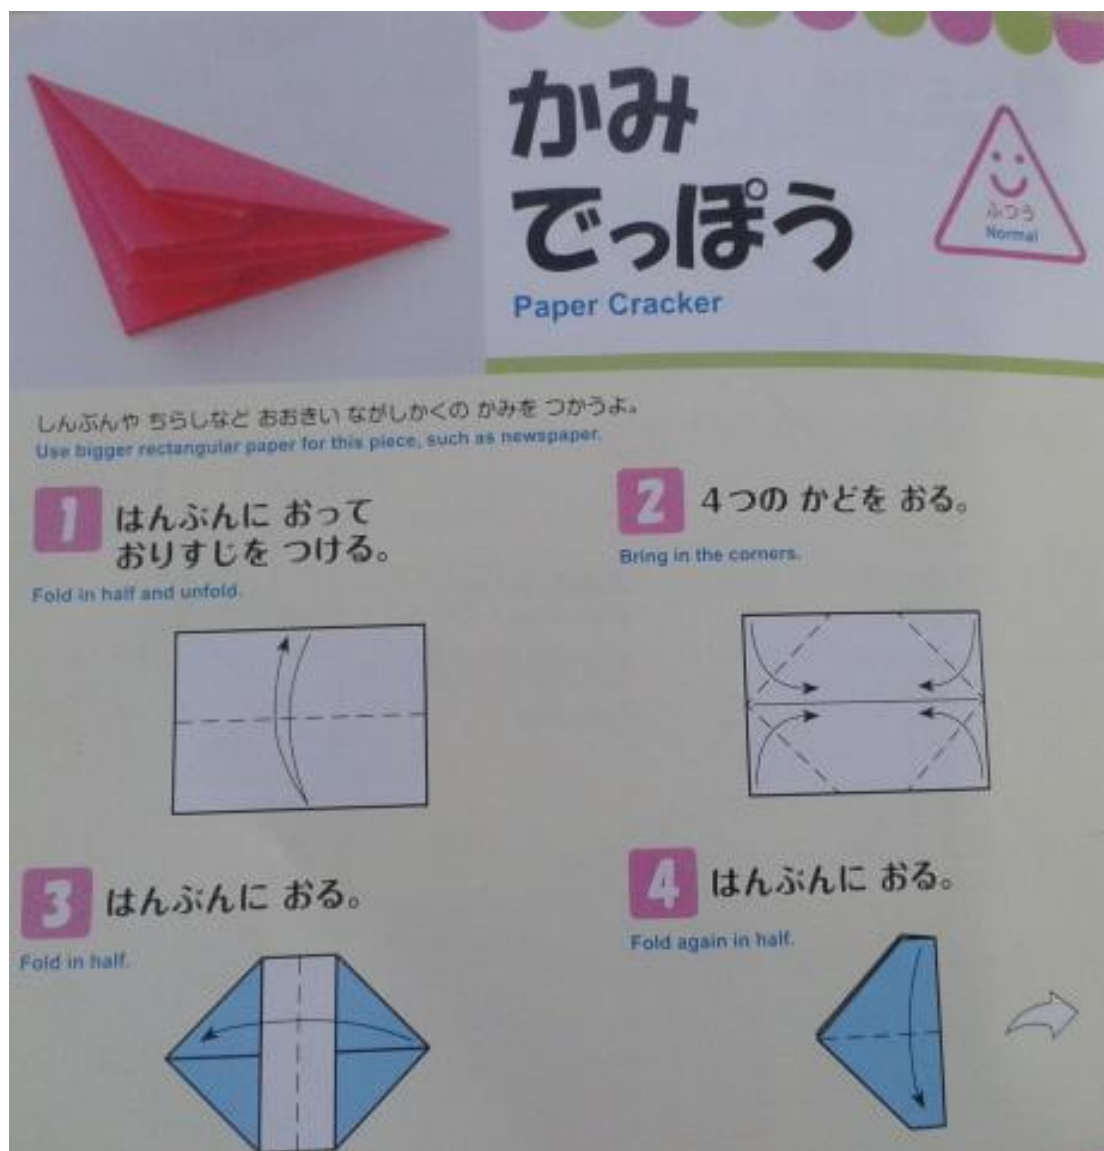 かみ
でっぽう
Paper Cracker
ふつう
Normal
しんぶんや ちらしなど おおきい ながしかくの かみを つかうよ。
Use bigger rectangular paper for this piece, such as newspaper.
1 はんぶんに おって
おりすじを つける。
Fold in half and unfold.
2 4つの かどを おる。
Bring in the corners.
3 はんぶんに おる。
Fold in half.
4 はんぶんに おる。
Fold again in half.